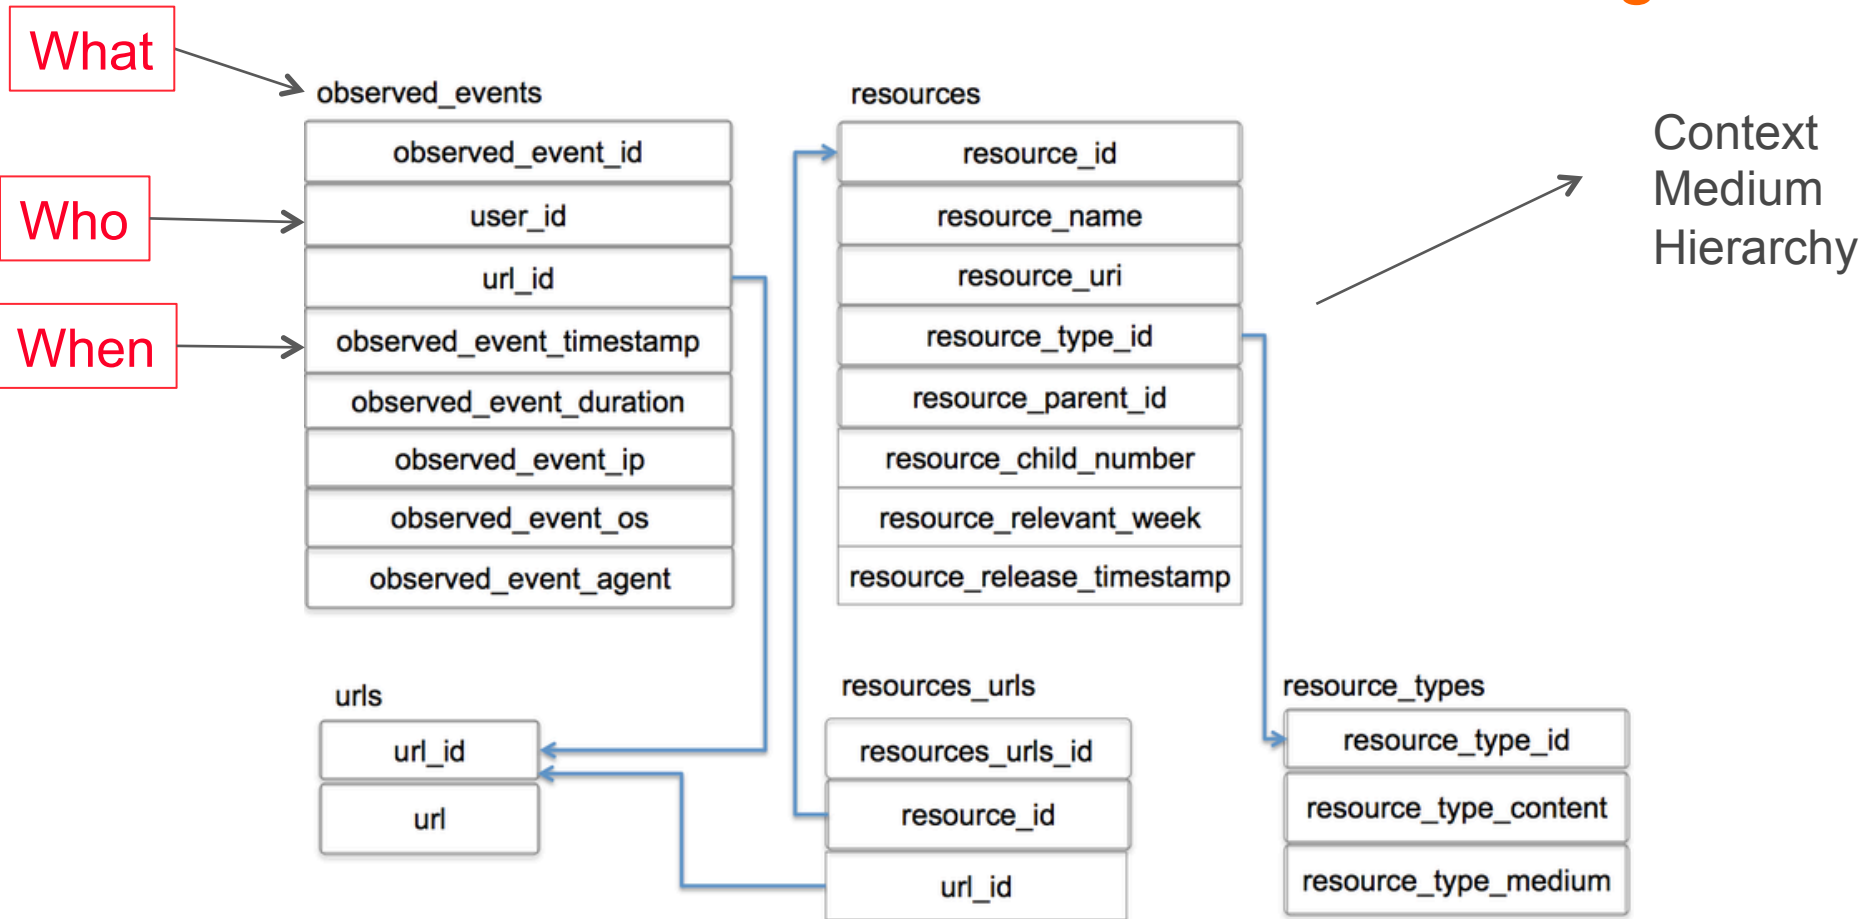 What
Who
When
observed_events
observed_event_id
user_id
url_id
observed_event_timestamp
observed_event_duration
observed_event_ip
observed_event_os
observed_event_agent
resources
resource_id
resource_name
resource_uri
resource_type_id
resource_parent_id
resource_child_number
resource_relevant_week
resource_release_timestamp
Context
Medium
Hierarchy
urls
url_id
url
resources_urls
resources_urls_id
resource_id
url_id
resource_types
resource_type_id
resource_type_content
resource_type_medium